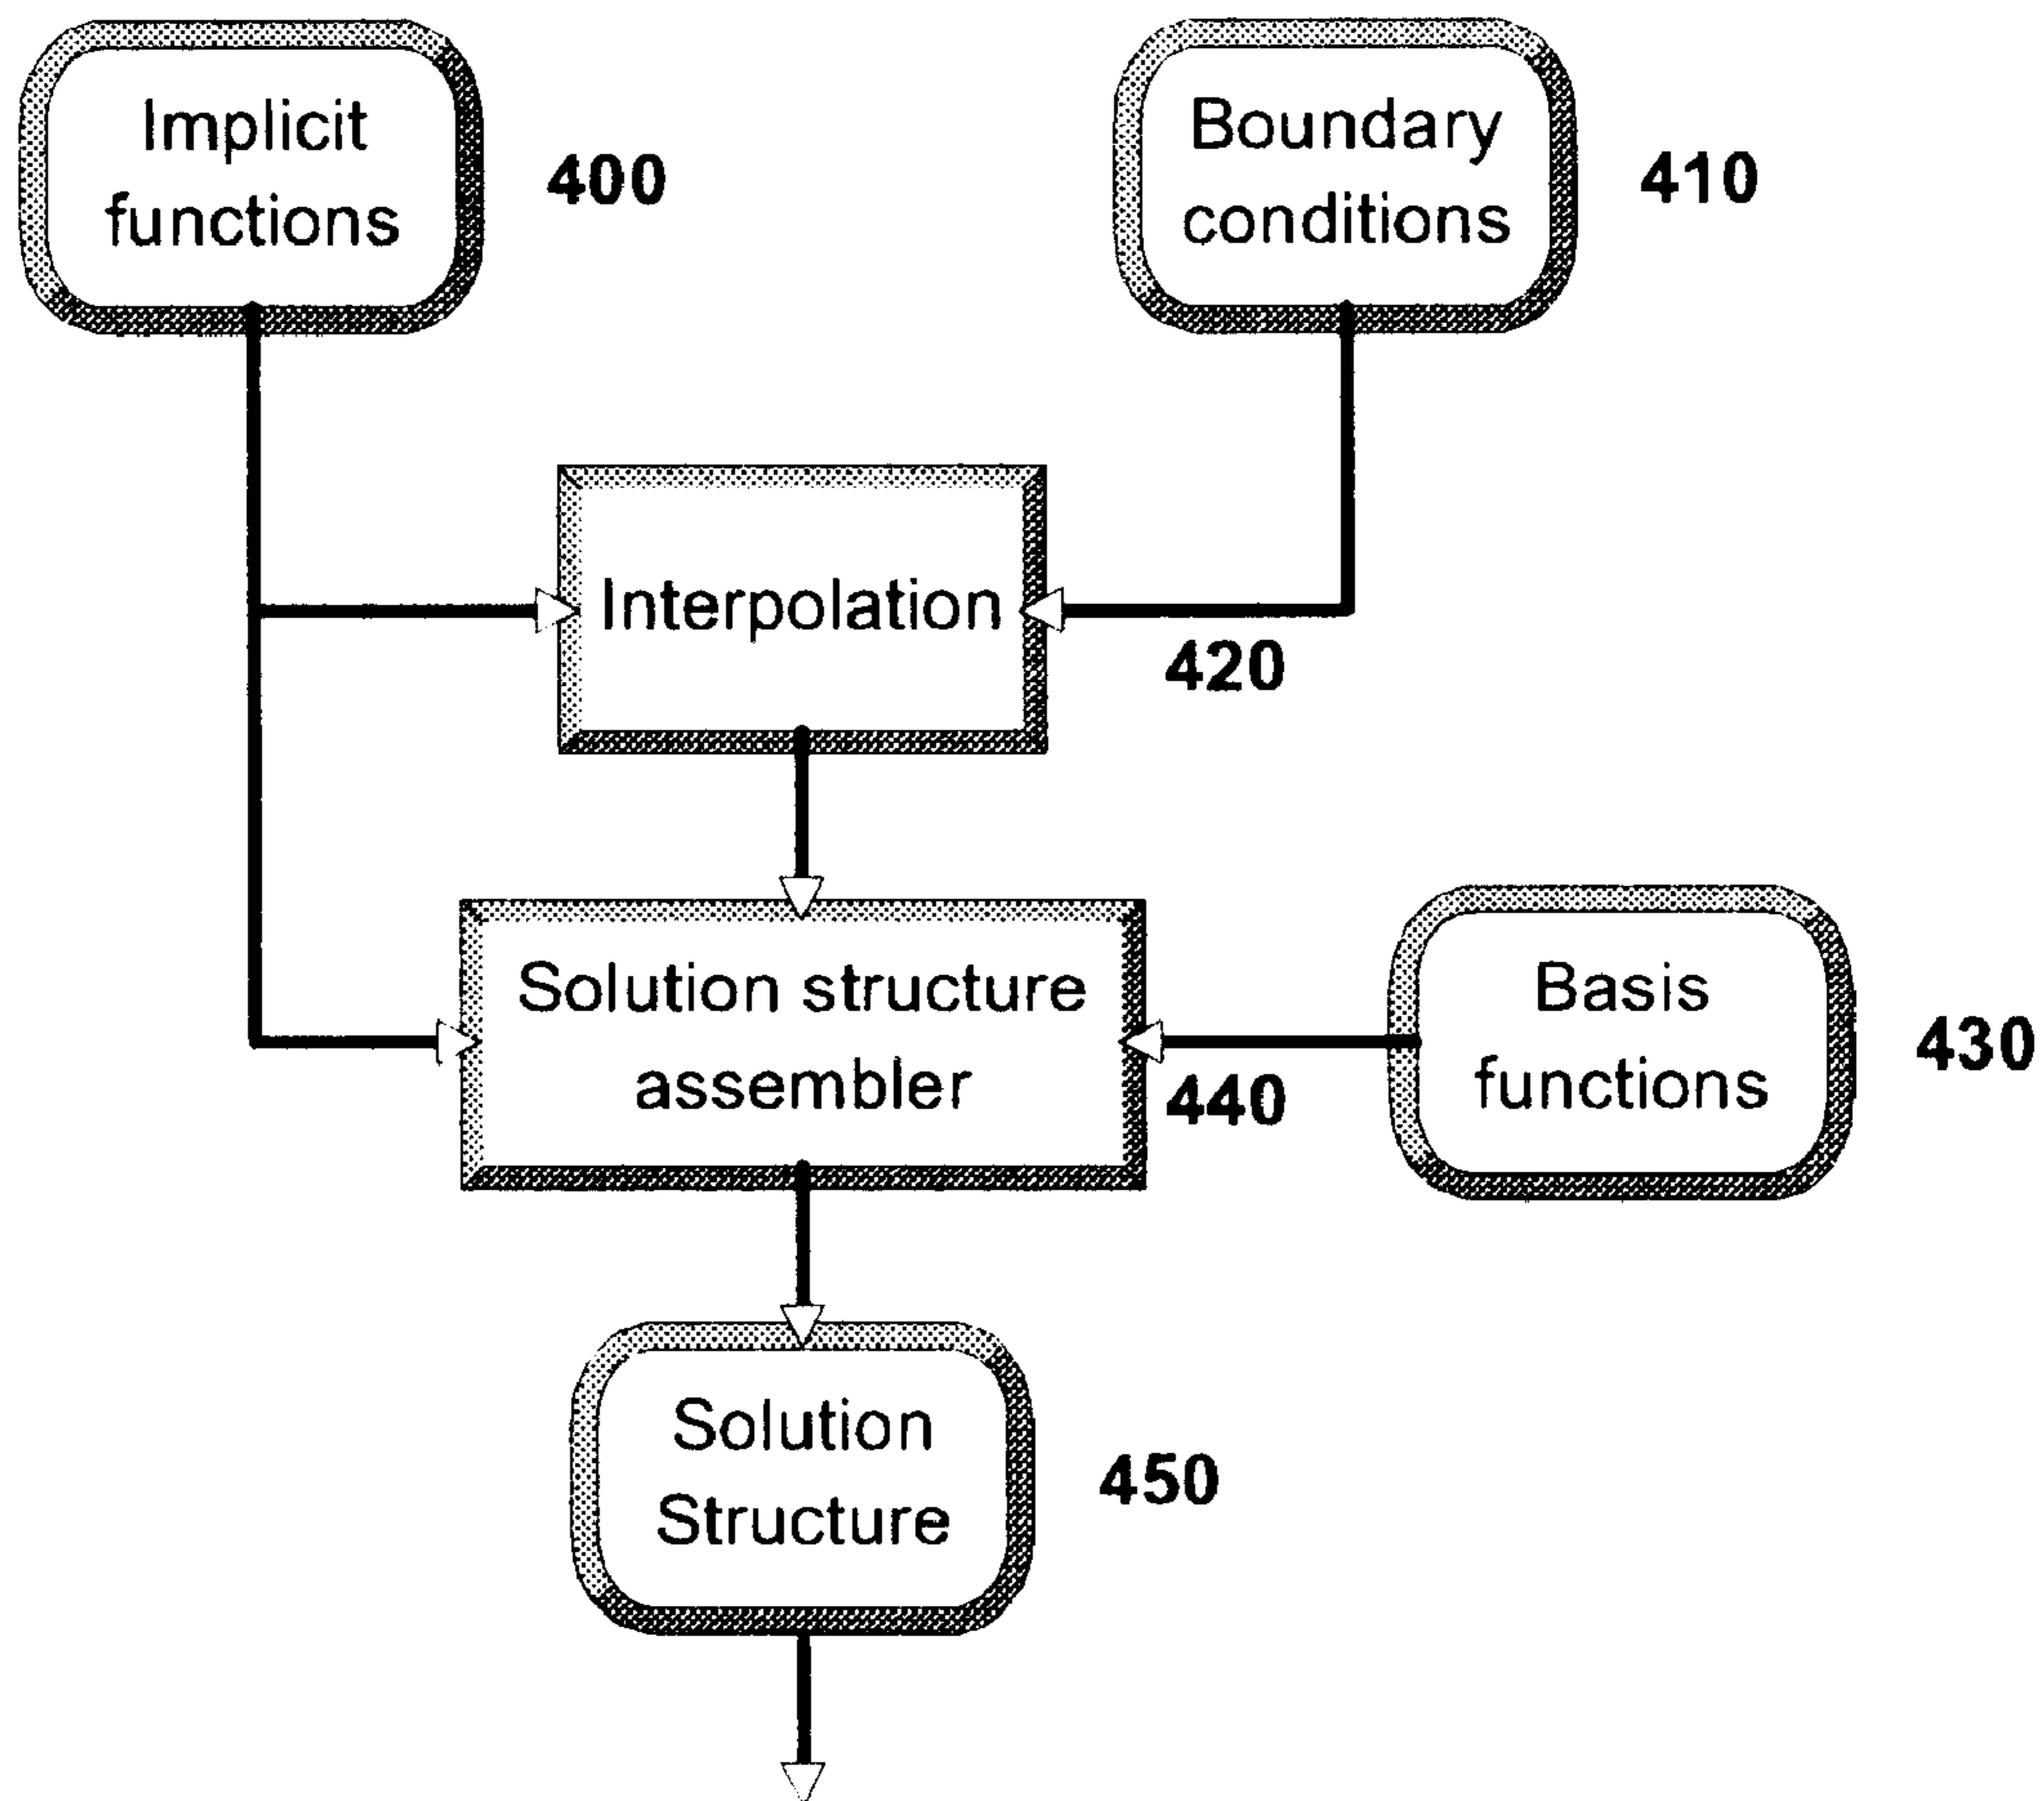 Implicit
functions
400
Boundary
conditions
410
Interpolation
420
Solution structure
assembler
440
Basis
functions
430
Solution
Structure
450